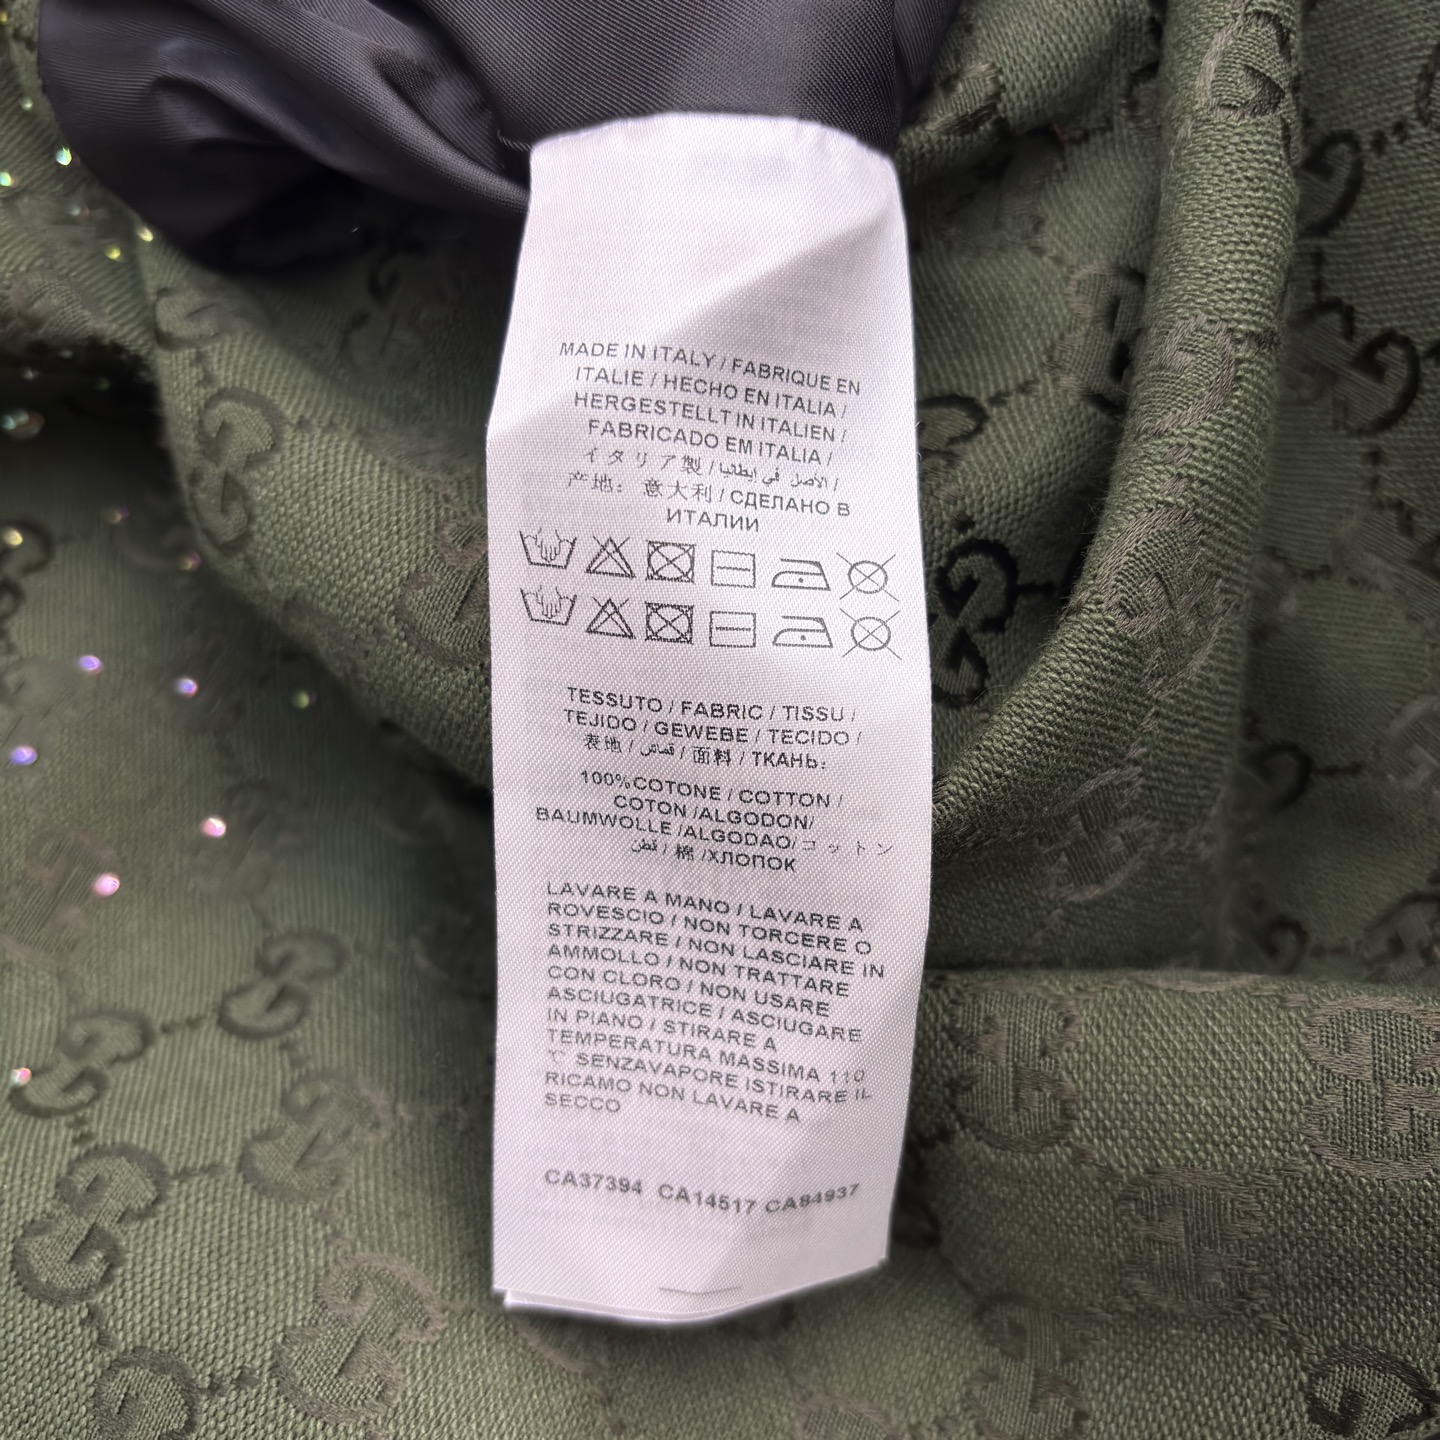 MADE IN ITALY / FABRIQUE EN
ITALIE / HECHO EN ITALIA /
HERGESTELLT IN ITALIEN /
FABRICADO EM ITALIA /
イタリア製 / الأصل في إيطاليا /
产地: 意大利 / СДЕЛАНО В
ИТАЛИИ
TESSUTO / FABRIC / TISSU /
TEJIDO / GEWEBE / TECIDO /
表地 / قماش / 面料 / ТКАНЬ:
100%COTONE / COTTON /
COTON /ALGODON/
BAUMWOLLE /ALGODAO/コットン
قطن / 棉 /ХЛОПОК
LAVARE A MANO / LAVARE A
ROVESCIO / NON TORCERE O
STRIZZARE / NON LASCIARE IN
AMMOLLO / NON TRATTARE
CON CLORO / NON USARE
ASCIUGATRICE / ASCIUGARE
IN PIANO / STIRARE A
TEMPERATURA MASSIMA 110
℃ SENZAVAPORE ISTIRARE IL
RICAMO NON LAVARE A
SECCO
CA37394 CA14517 CA84937